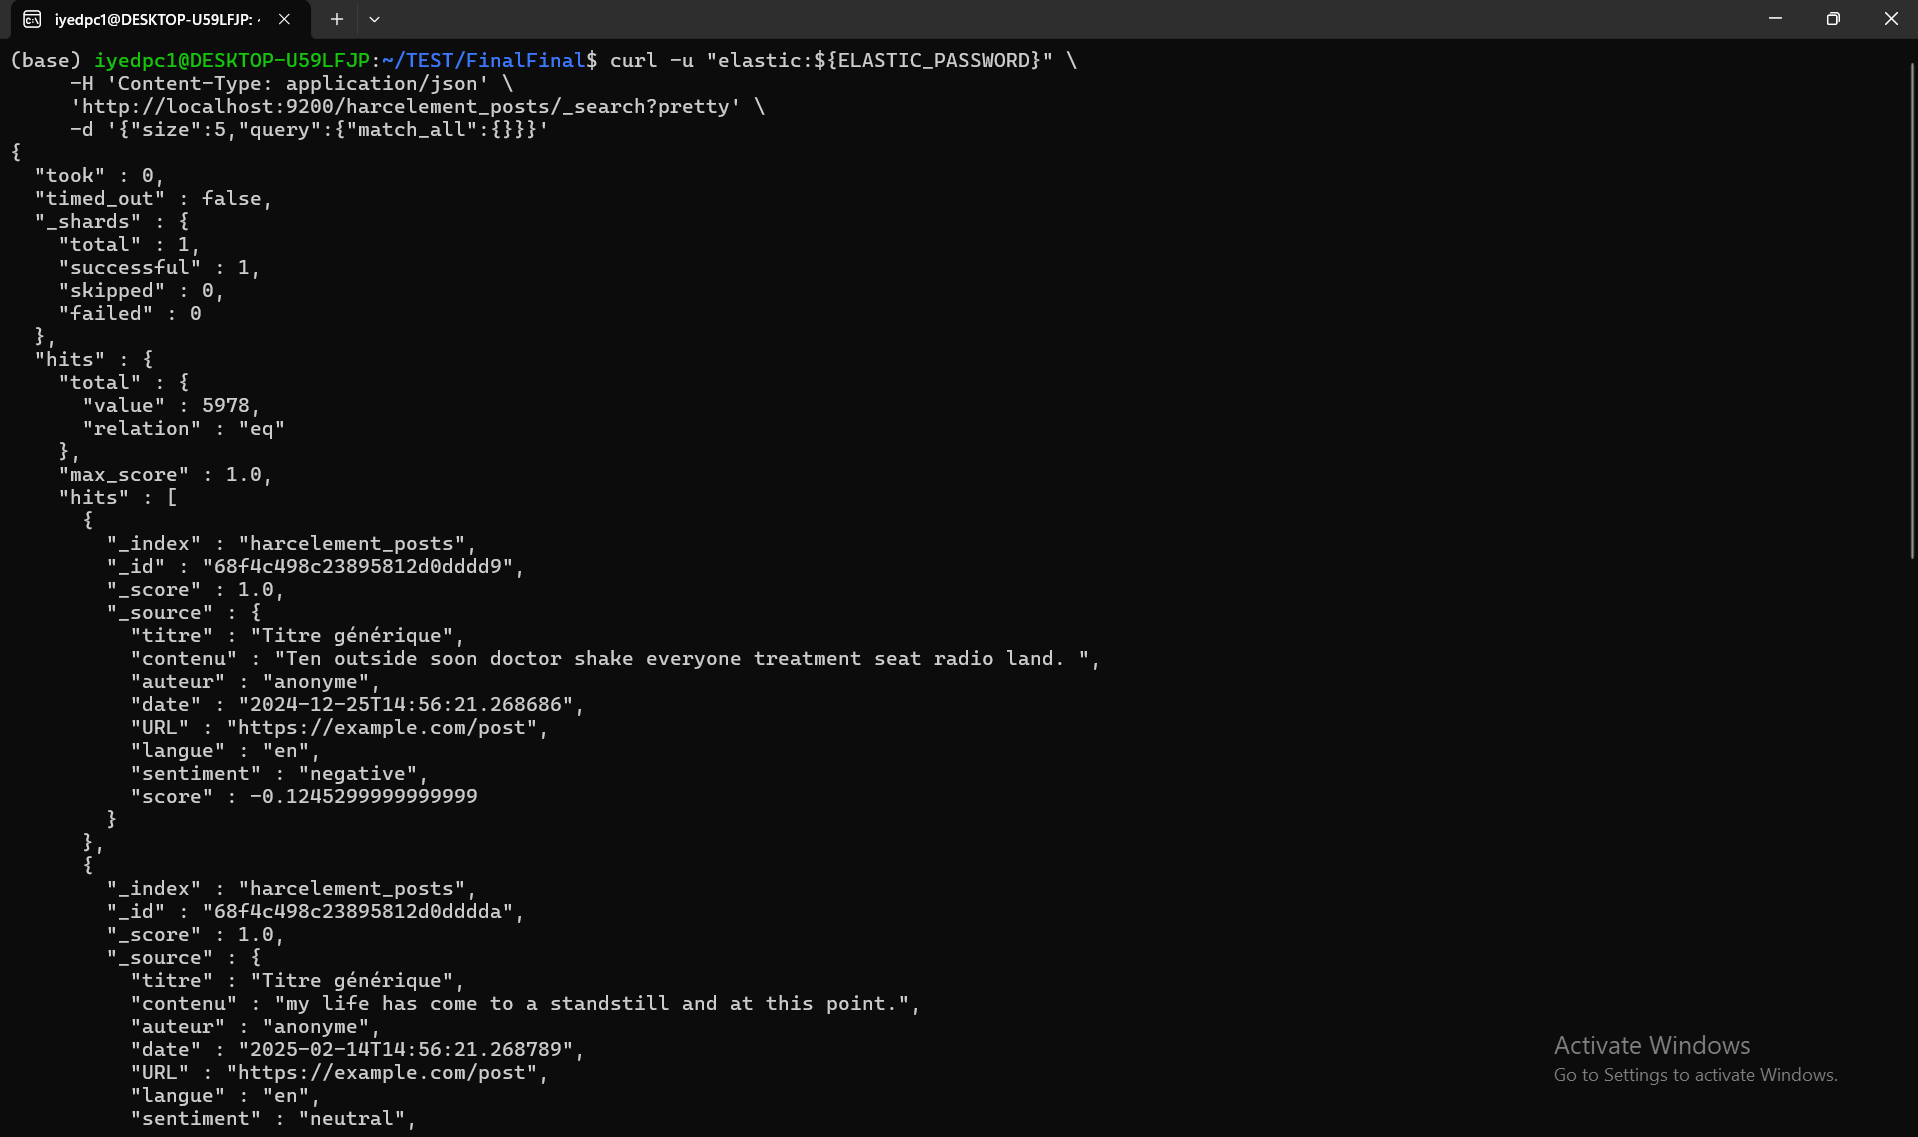 iyedpc1@DESKTOP-U59LFJP: ~
(base) iyedpc1@DESKTOP-U59LFJP:~/TEST/FinalFinal$ curl -u "elastic:${ELASTIC_PASSWORD}" \
     -H 'Content-Type: application/json' \
     'http://localhost:9200/harcelement_posts/_search?pretty' \
     -d '{"size":5,"query":{"match_all":{}}}'
{
  "took" : 0,
  "timed_out" : false,
  "_shards" : {
    "total" : 1,
    "successful" : 1,
    "skipped" : 0,
    "failed" : 0
  },
  "hits" : {
    "total" : {
      "value" : 5978,
      "relation" : "eq"
    },
    "max_score" : 1.0,
    "hits" : [
      {
        "_index" : "harcelement_posts",
        "_id" : "68f4c498c23895812d0dddd9",
        "_score" : 1.0,
        "_source" : {
          "titre" : "Titre générique",
          "contenu" : "Ten outside soon doctor shake everyone treatment seat radio land. ",
          "auteur" : "anonyme",
          "date" : "2024-12-25T14:56:21.268686",
          "URL" : "https://example.com/post",
          "langue" : "en",
          "sentiment" : "negative",
          "score" : -0.1245299999999999
        }
      },
      {
        "_index" : "harcelement_posts",
        "_id" : "68f4c498c23895812d0dddda",
        "_score" : 1.0,
        "_source" : {
          "titre" : "Titre générique",
          "contenu" : "my life has come to a standstill and at this point.",
          "auteur" : "anonyme",
          "date" : "2025-02-14T14:56:21.268789",
          "URL" : "https://example.com/post",
          "langue" : "en",
          "sentiment" : "neutral",
Activate Windows
Go to Settings to activate Windows.